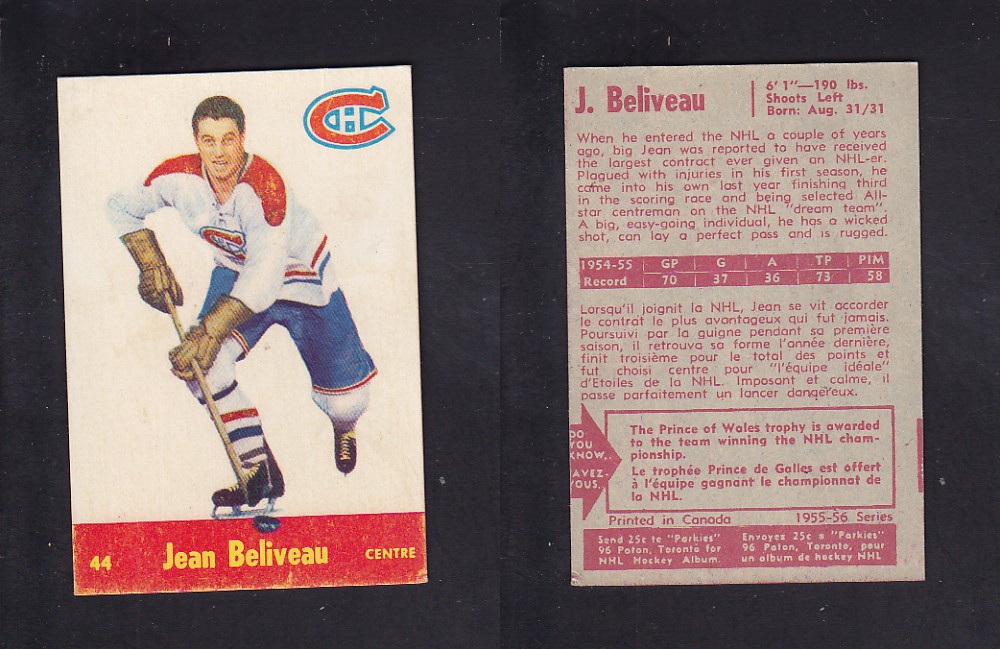 44 Jean Beliveau CENTRE
J. Beliveau
6' 1"—190 lbs.
Shoots Left
Born: Aug. 31/31
When he entered the NHL a couple of years
ago, big Jean was reported to have received
the largest contract ever given an NHL-er.
Plagued with injuries in his first season, he
came into his own last year finishing third
in the scoring race and being selected All-
star centreman on the NHL "dream team".
A big, easy-going individual, he has a wicked
shot, can lay a perfect pass and is rugged.
1954-55 GP G A TP PIM
Record 70 37 36 73 58
Lorsqu'il joignit la NHL, Jean se vit accorder
le contrat le plus avantageux qui fut jamais.
Poursuivi par la guigne pendant sa première
saison, il retrouva sa forme l'année dernière,
finit troisième pour le total des points et
fut choisi centre pour "l'équipe idéale"
d'Etoiles de la NHL. Imposant et calme, il
passe parfaitement un lancer dangereux.
DO
YOU
KNOW..
AVEZ-
VOUS.
The Prince of Wales trophy is awarded
to the team winning the NHL cham-
pionship.
Le trophée Prince de Galles est offert
à l'équipe gagnant le championnat de
la NHL.
Printed in Canada 1955-56 Series
Send 25c to "Parkies"
96 Paton, Toronto for
NHL Hockey Album.
Envoyez 25c a "Parkies"
96 Paton, Toronto, pour
un album de hockey NHL